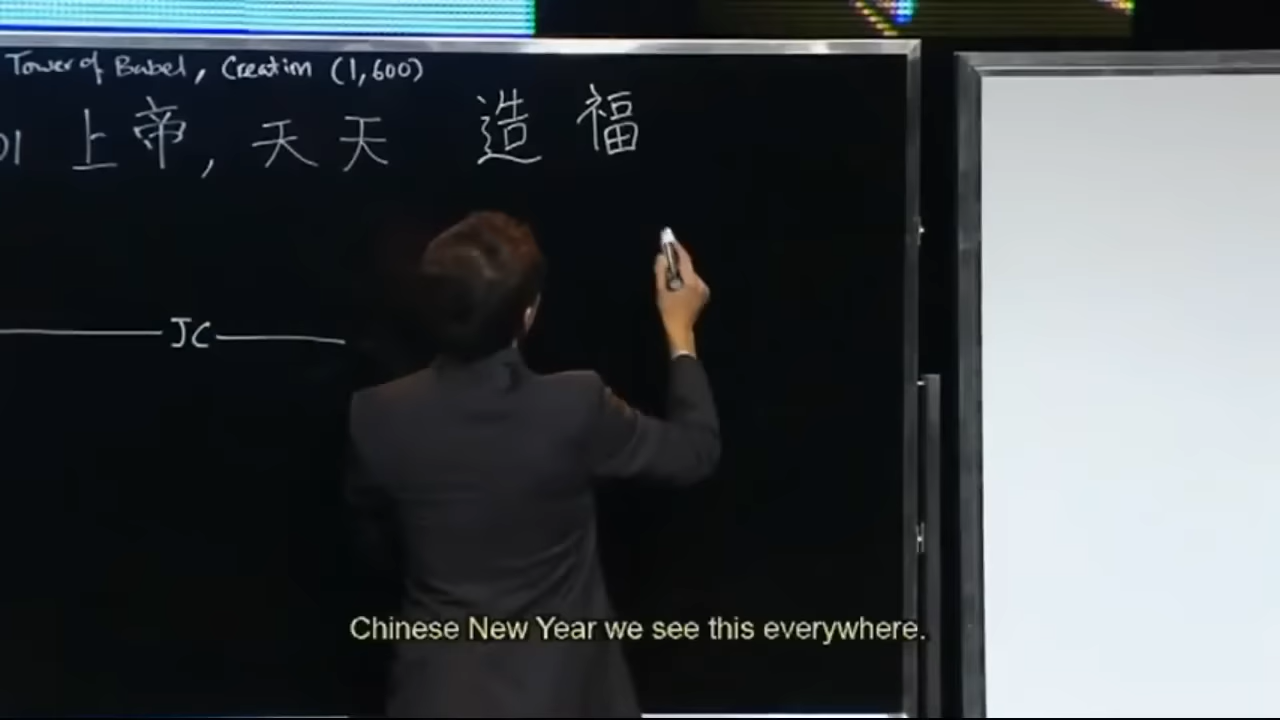 Tower of Babel, Creation (1,600)
01 上帝, 天天 造 福
JC
Chinese New Year we see this everywhere.